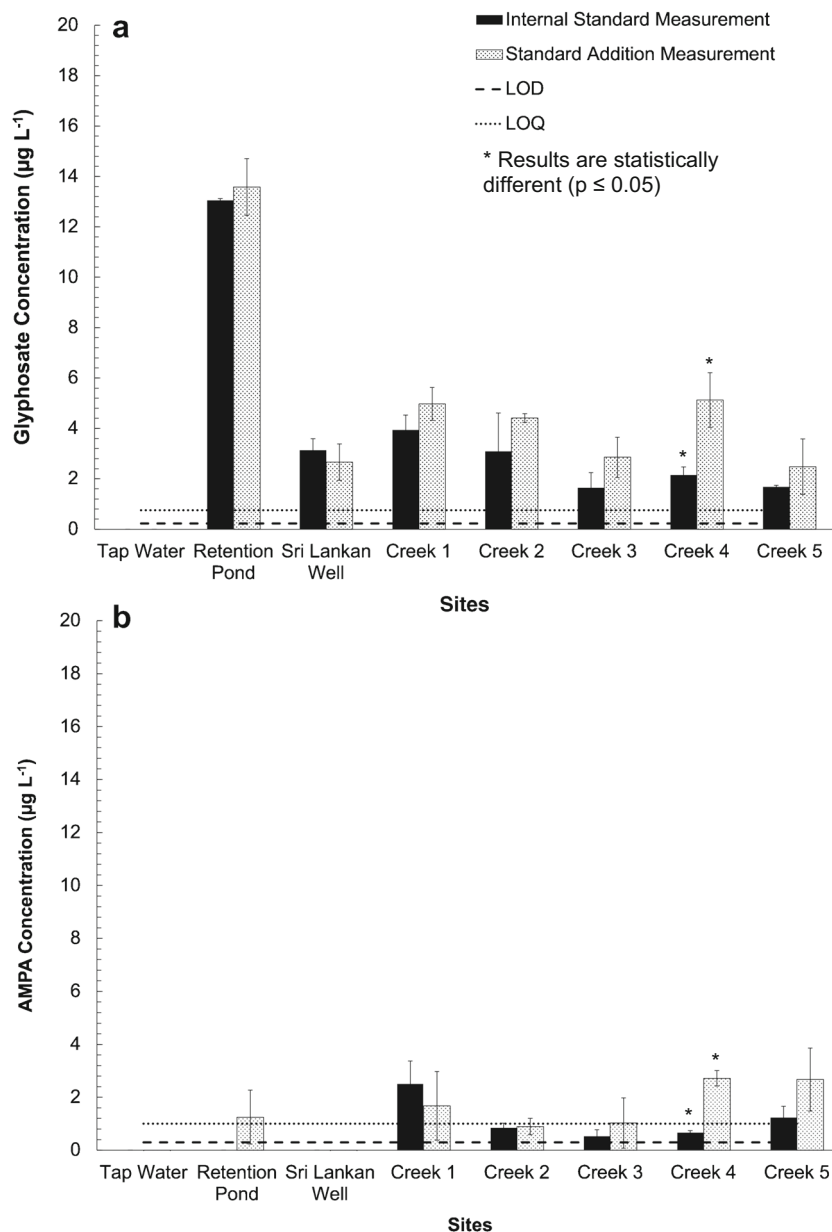 a
Internal Standard Measurement
Standard Addition Measurement
LOD
LOQ
* Results are statistically
different (p ≤ 0.05)
Glyphosate Concentration (µg L-1)
20
18
16
14
12
10
8
6
4
2
0
*
*
Tap Water Retention Sri Lankan Creek 1 Creek 2 Creek 3 Creek 4 Creek 5
Pond Well
Sites
b
AMPA Concentration (µg L-1)
20
18
16
14
12
10
8
6
4
2
0
*
*
Tap Water Retention Sri Lankan Creek 1 Creek 2 Creek 3 Creek 4 Creek 5
Pond Well
Sites